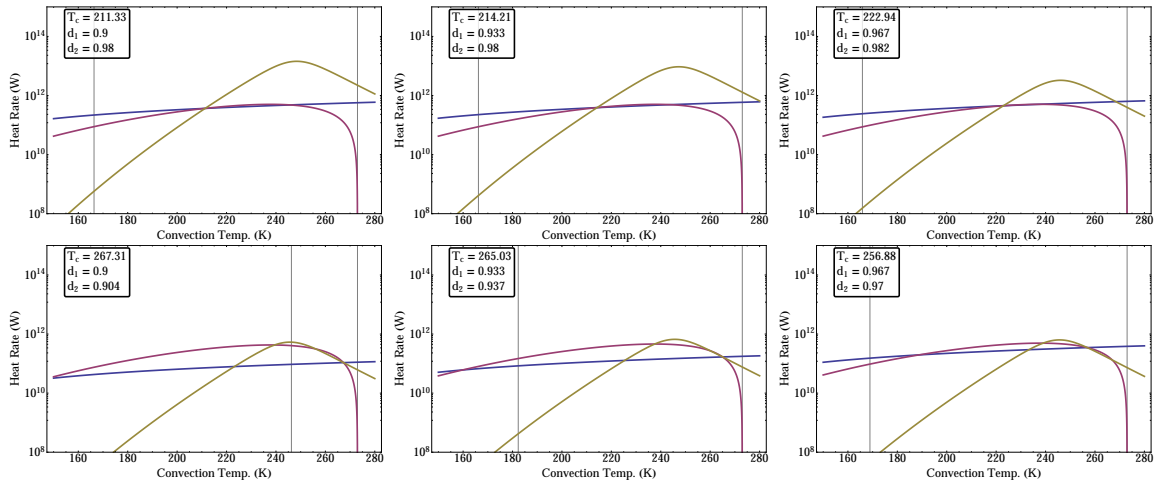 T_c = 211.33
d_1 = 0.9
d_2 = 0.98
10^14
10^12
10^10
10^8
Heat Rate (W)
160 180 200 220 240 260 280
Convection Temp. (K)
T_c = 214.21
d_1 = 0.933
d_2 = 0.98
10^14
10^12
10^10
10^8
Heat Rate (W)
160 180 200 220 240 260 280
Convection Temp. (K)
T_c = 222.94
d_1 = 0.967
d_2 = 0.982
10^14
10^12
10^10
10^8
Heat Rate (W)
160 180 200 220 240 260 280
Convection Temp. (K)
T_c = 267.31
d_1 = 0.9
d_2 = 0.904
10^14
10^12
10^10
10^8
Heat Rate (W)
160 180 200 220 240 260 280
Convection Temp. (K)
T_c = 265.03
d_1 = 0.933
d_2 = 0.937
10^14
10^12
10^10
10^8
Heat Rate (W)
160 180 200 220 240 260 280
Convection Temp. (K)
T_c = 256.88
d_1 = 0.967
d_2 = 0.97
10^14
10^12
10^10
10^8
Heat Rate (W)
160 180 200 220 240 260 280
Convection Temp. (K)